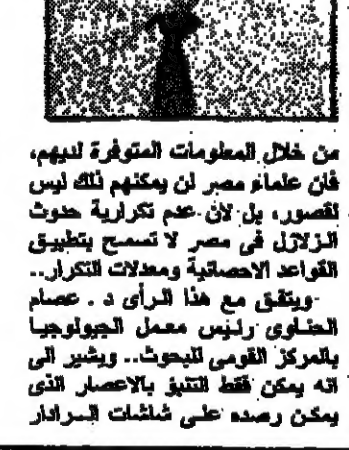 من خلال المعلومات المتوفرة لديهم،
فان علماء مصر لن يمكنهم ذلك ليس
لقصور، بل لان عدم تكرارية حدوث
الزلازل فى مصر لا تسمح بتطبيق
القواعد الاحصائية ومعدلات التكرار..
ويتفق مع هذا الرأى د . عصام
الحناوى رئيس معمل الجيولوجيا
بالمركز القومى للبحوث.. ويشير الى
انه يمكن فقط التنبؤ بالاعصار الذى
يمكن رصده على شاشات الرادار